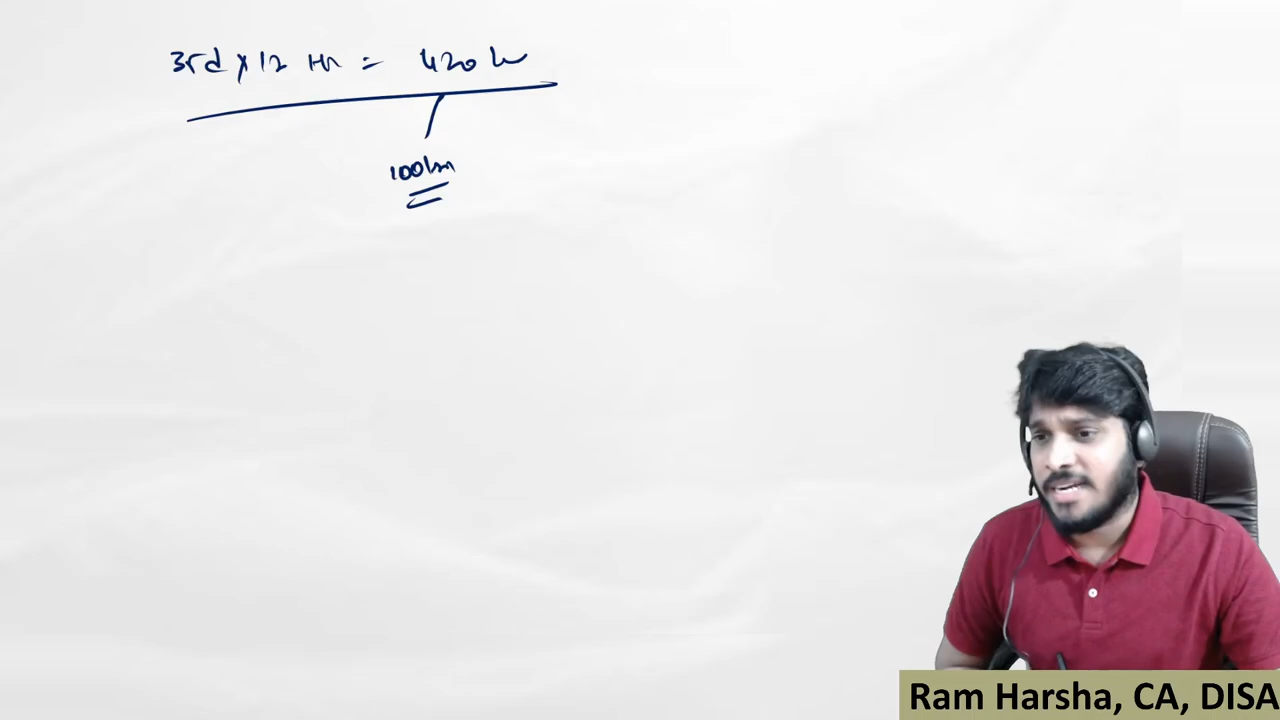 35d × 12 Hr = 420 hr
100hr
Ram Harsha, CA, DISA